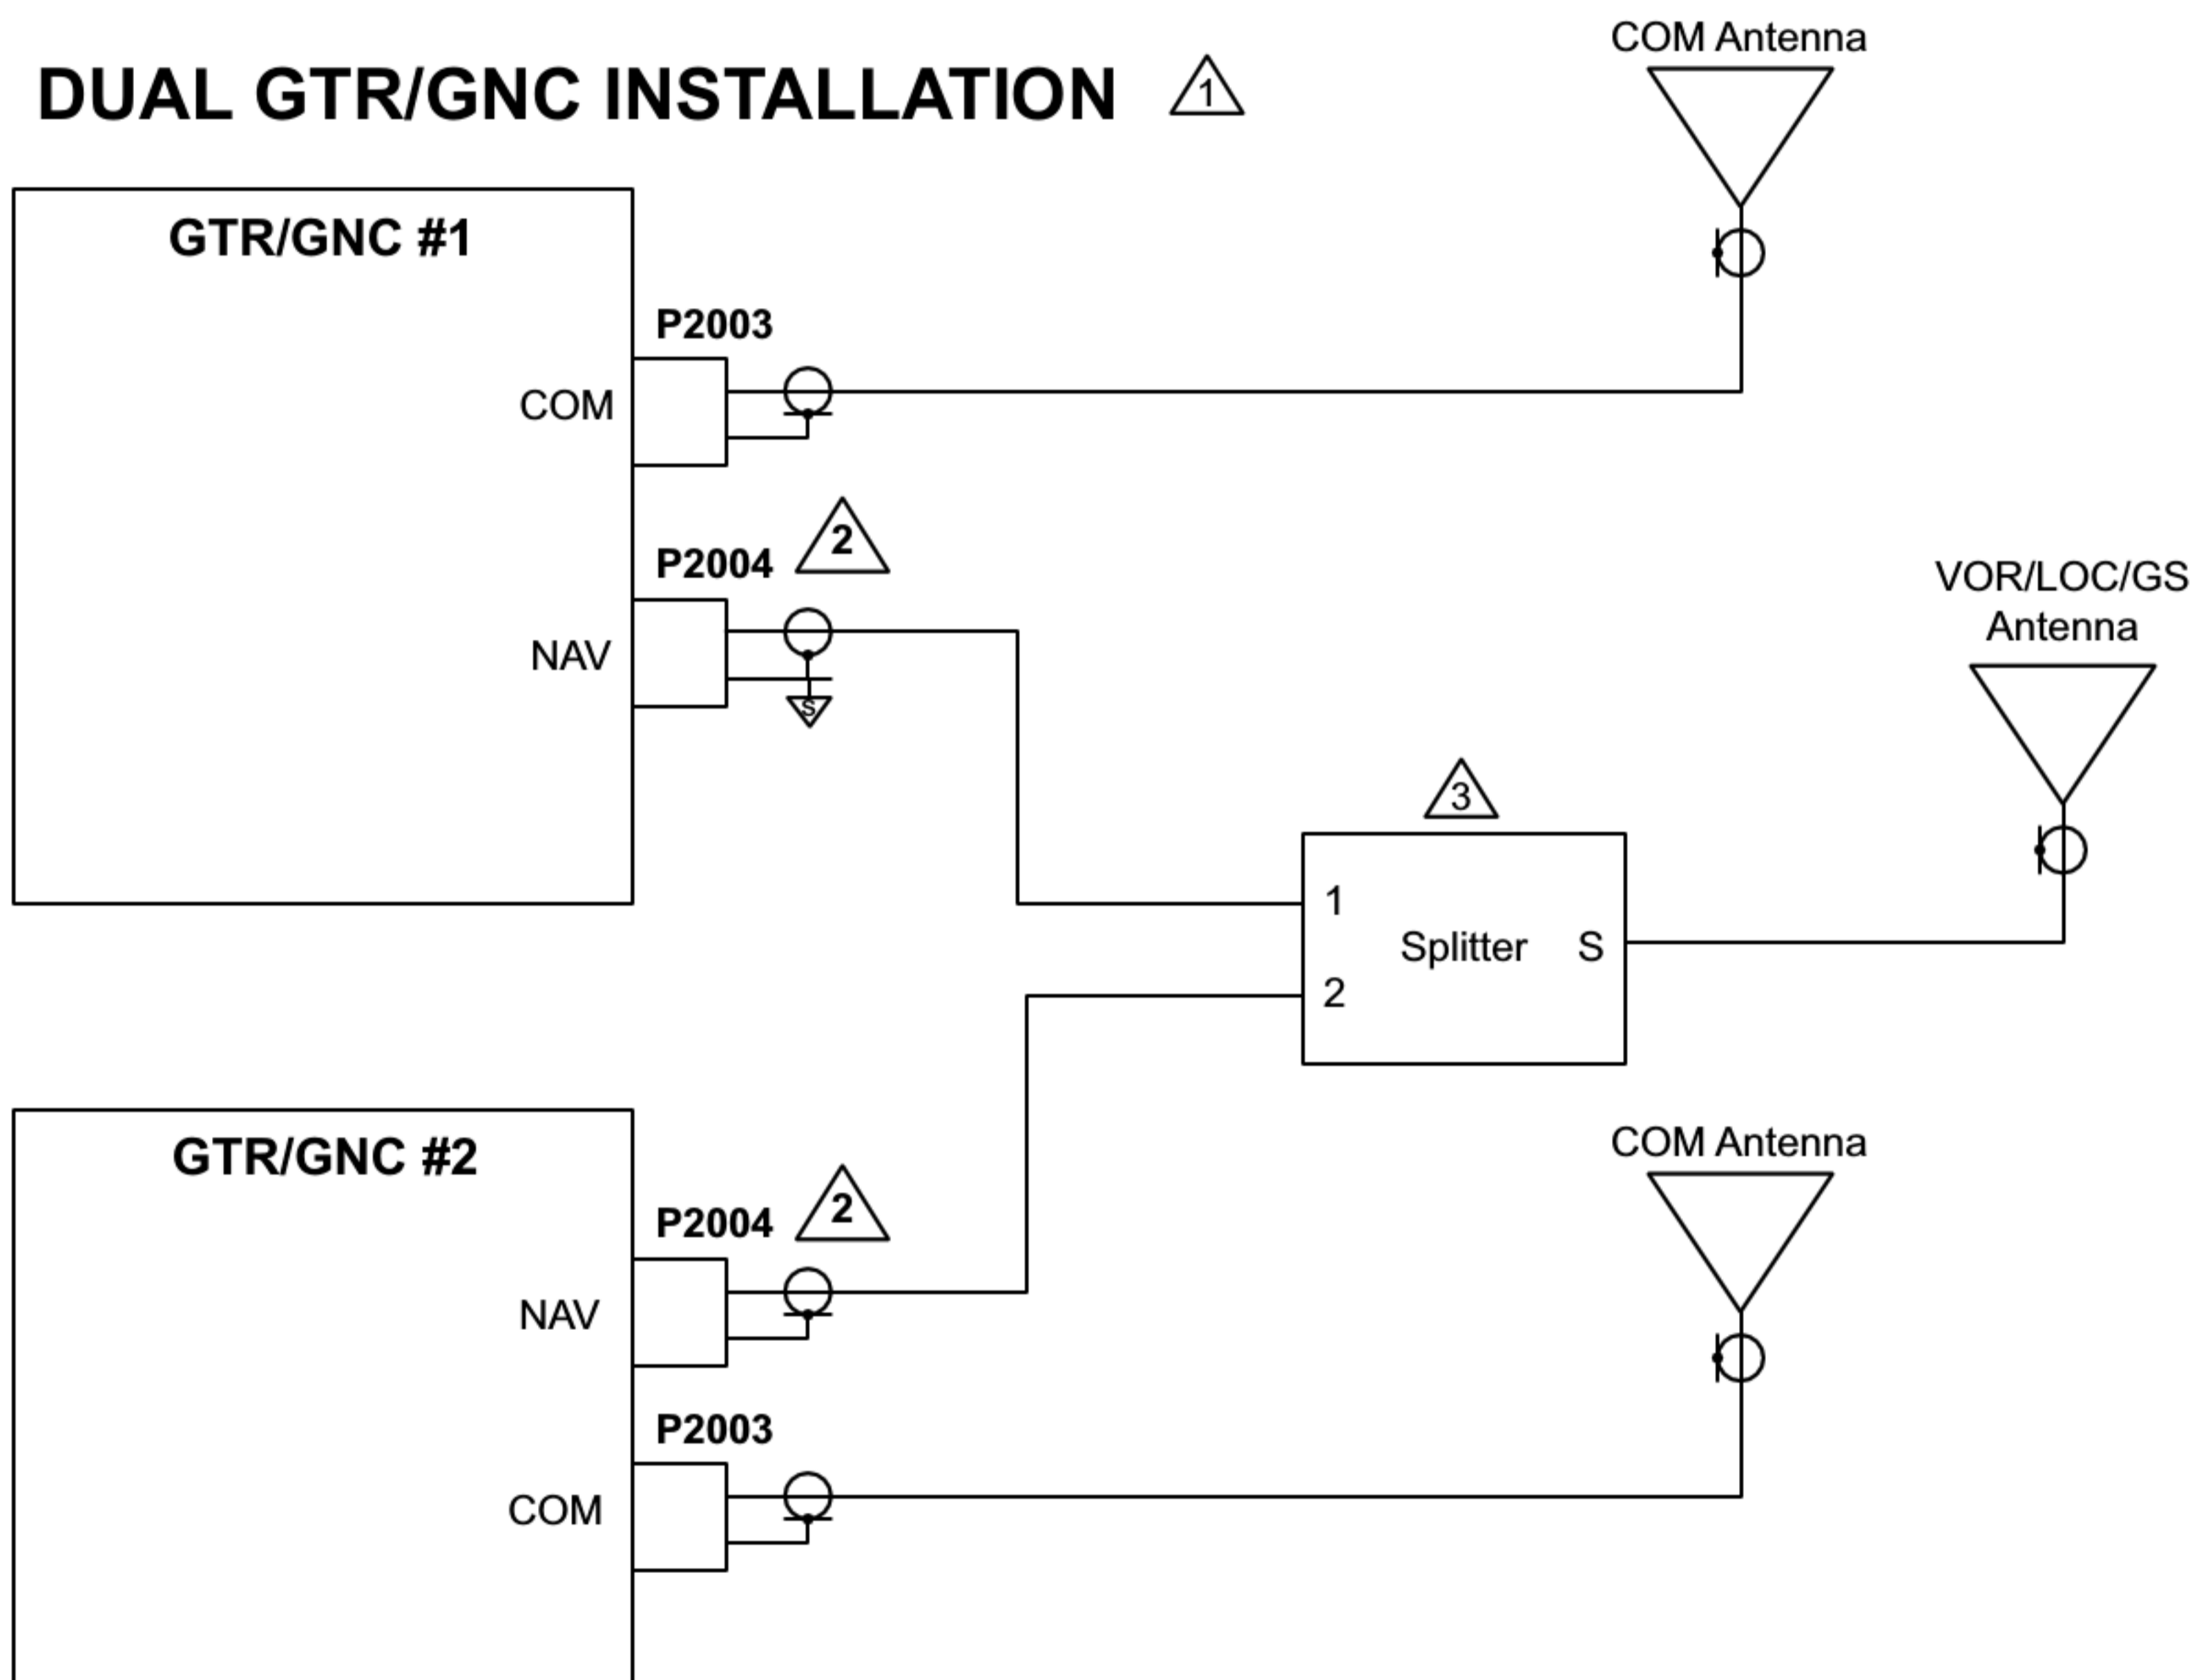 COM Antenna
DUAL GTR/GNC INSTALLATION
1
GTR/GNC #1
P2003
COM
2
P2004
NAV
S
VOR/LOC/GS
Antenna
3
1
Splitter S
2
COM Antenna
GTR/GNC #2
2
P2004
NAV
P2003
COM